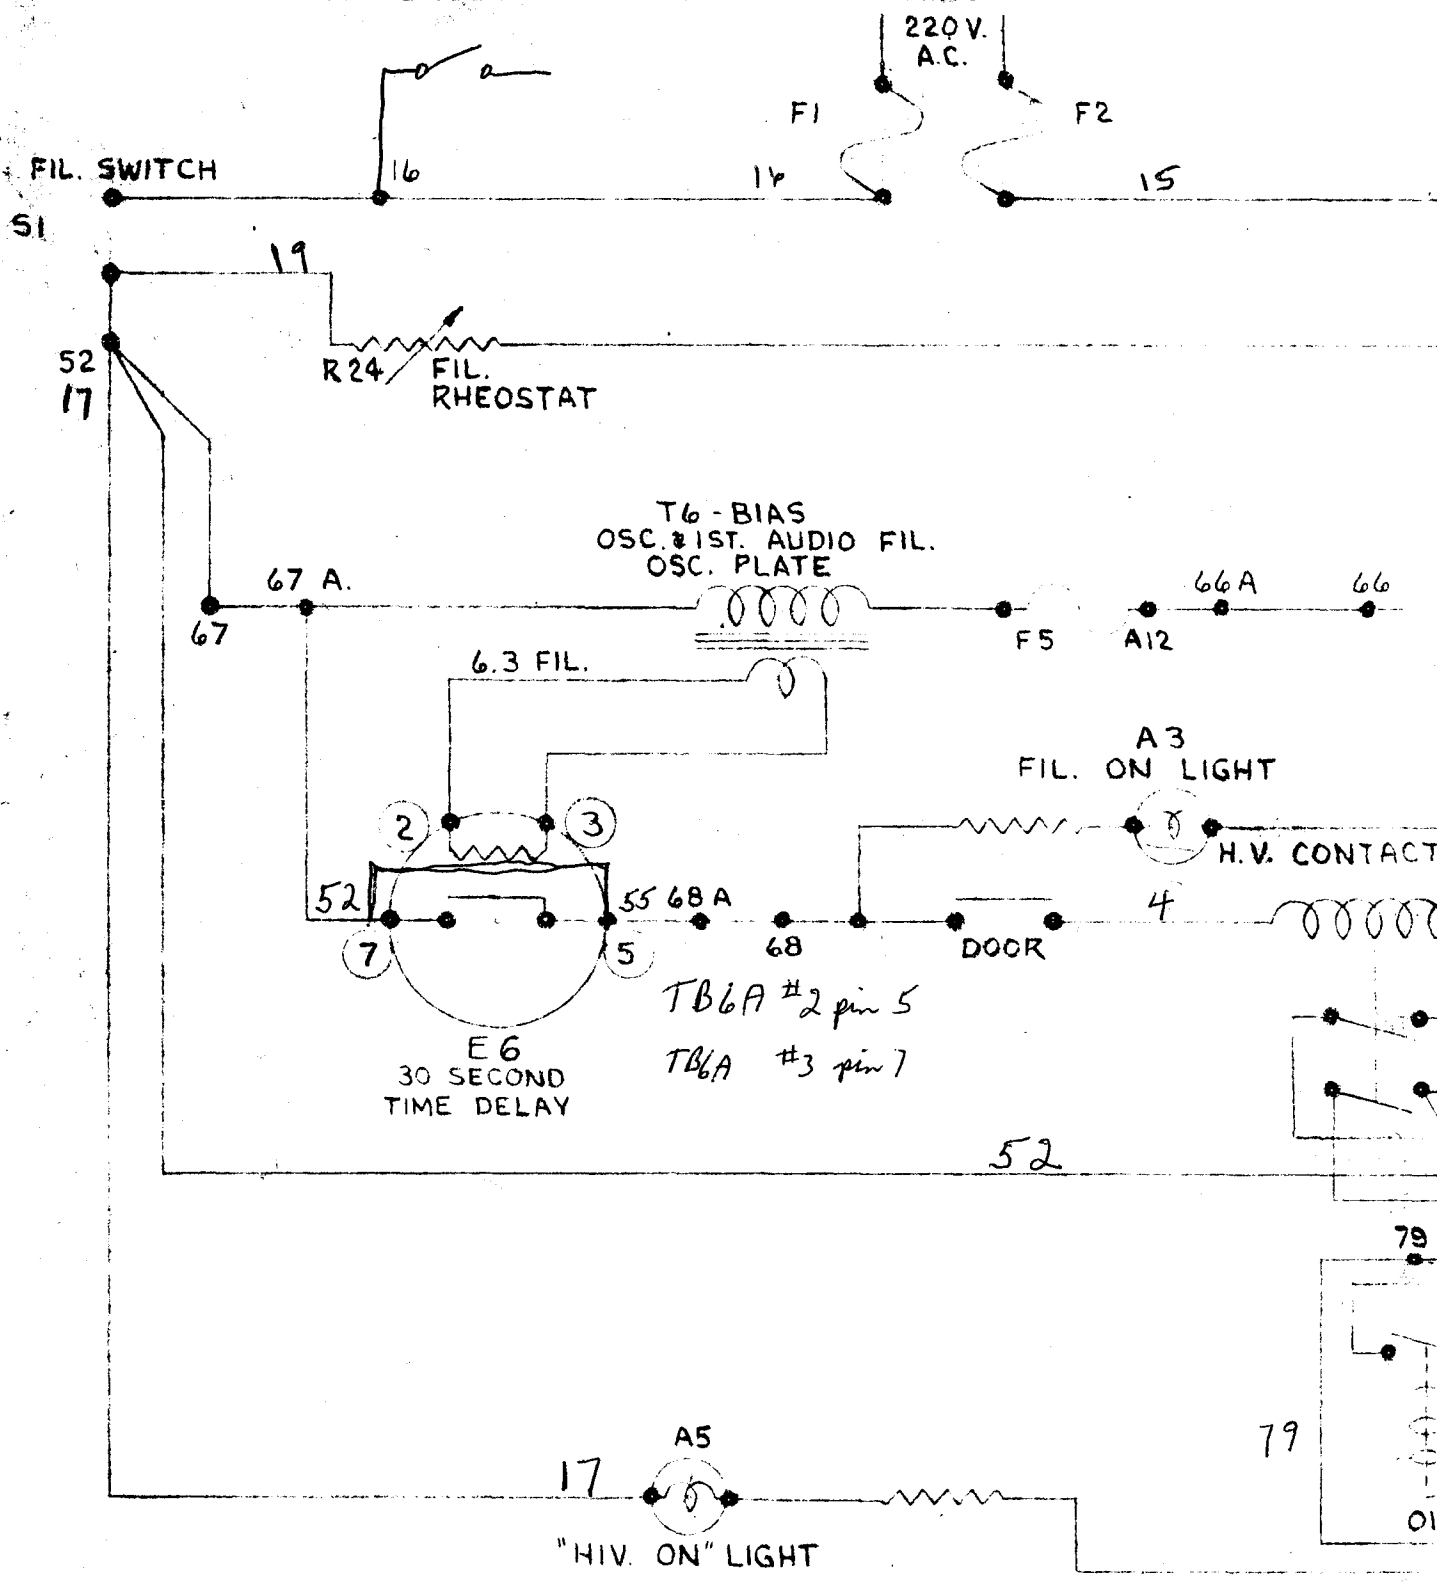 220 V.
A.C.
F1
F2
FIL. SWITCH
16
16
15
S1
19
52
17
R24
FIL.
RHEOSTAT
T6 - BIAS
OSC. & 1ST. AUDIO FIL.
OSC. PLATE
67 A.
67
F5
A12
66A
66
6.3 FIL.
A3
FIL. ON LIGHT
2
3
H.V. CONTACT
52
55
68A
4
7
5
68
DOOR
TB6A #2 pin 5
TB6A #3 pin 7
E6
30 SECOND
TIME DELAY
52
79
79
A5
17
"HIV. ON" LIGHT